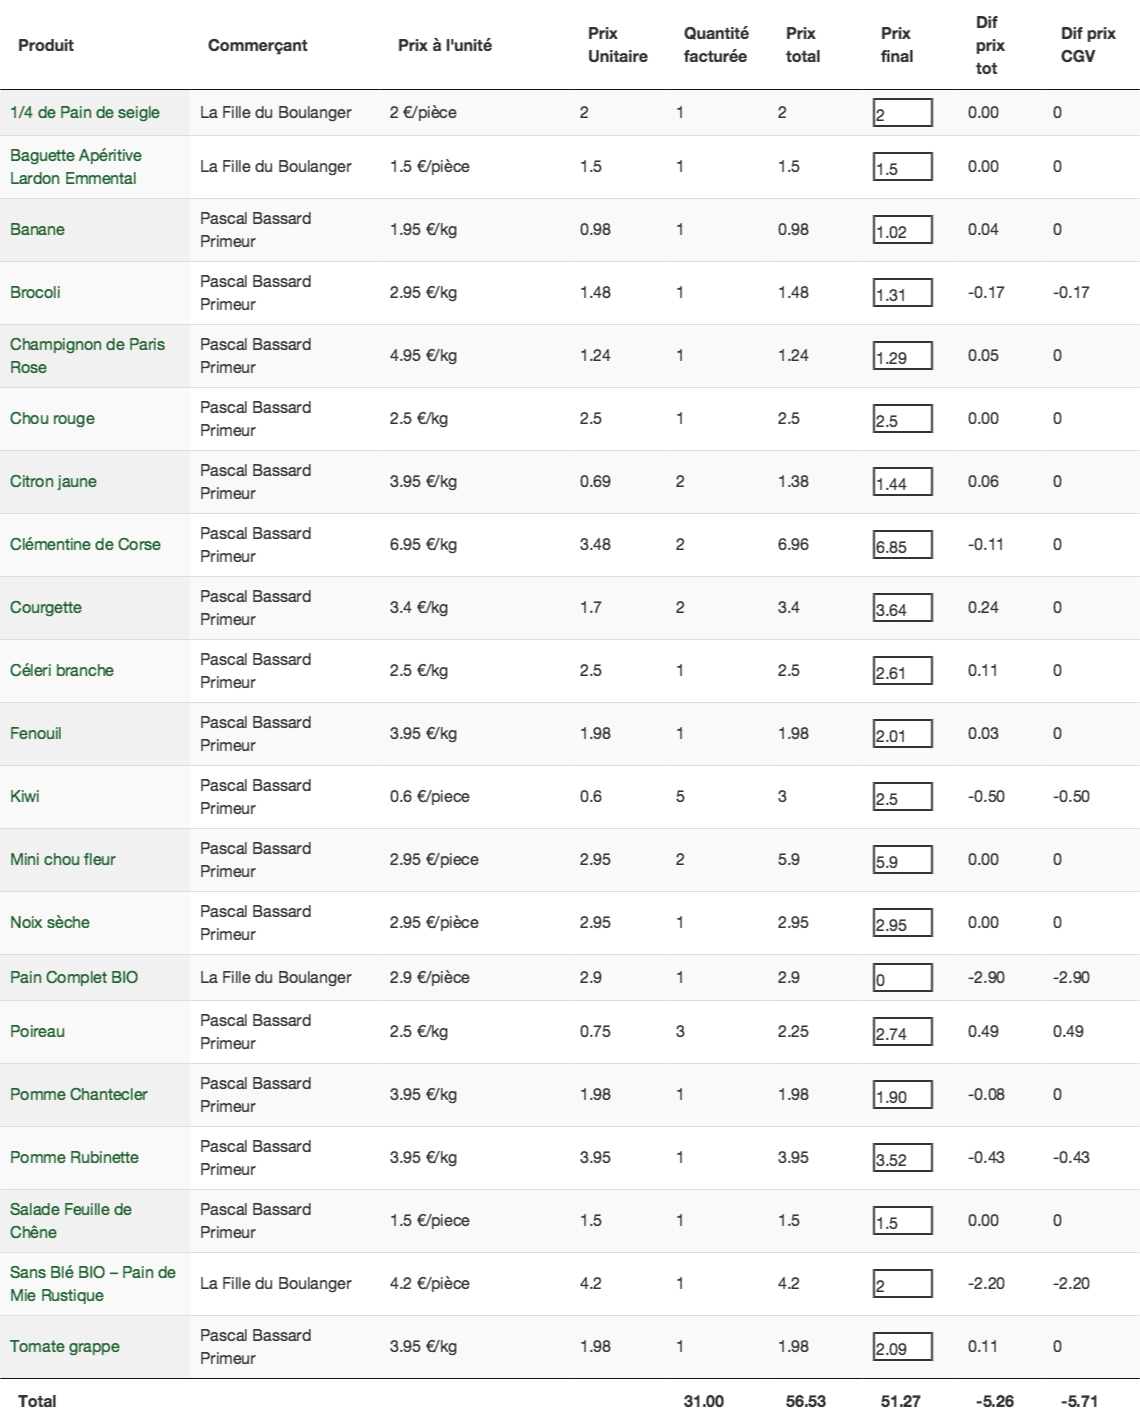 Produit Commerçant Prix à l'unité Prix Unitaire Quantité facturée Prix total Prix final Dif prix tot Dif prix CGV
1/4 de Pain de seigle La Fille du Boulanger 2 €/pièce 2 1 2 2 0.00 0
Baguette Apéritive Lardon Emmental La Fille du Boulanger 1.5 €/pièce 1.5 1 1.5 1.5 0.00 0
Banane Pascal Bassard Primeur 1.95 €/kg 0.98 1 0.98 1.02 0.04 0
Brocoli Pascal Bassard Primeur 2.95 €/kg 1.48 1 1.48 1.31 -0.17 -0.17
Champignon de Paris Rose Pascal Bassard Primeur 4.95 €/kg 1.24 1 1.24 1.29 0.05 0
Chou rouge Pascal Bassard Primeur 2.5 €/kg 2.5 1 2.5 2.5 0.00 0
Citron jaune Pascal Bassard Primeur 3.95 €/kg 0.69 2 1.38 1.44 0.06 0
Clémentine de Corse Pascal Bassard Primeur 6.95 €/kg 3.48 2 6.96 6.85 -0.11 0
Courgette Pascal Bassard Primeur 3.4 €/kg 1.7 2 3.4 3.64 0.24 0
Céleri branche Pascal Bassard Primeur 2.5 €/kg 2.5 1 2.5 2.61 0.11 0
Fenouil Pascal Bassard Primeur 3.95 €/kg 1.98 1 1.98 2.01 0.03 0
Kiwi Pascal Bassard Primeur 0.6 €/piece 0.6 5 3 2.5 -0.50 -0.50
Mini chou fleur Pascal Bassard Primeur 2.95 €/piece 2.95 2 5.9 5.9 0.00 0
Noix sèche Pascal Bassard Primeur 2.95 €/pièce 2.95 1 2.95 2.95 0.00 0
Pain Complet BIO La Fille du Boulanger 2.9 €/pièce 2.9 1 2.9 0 -2.90 -2.90
Poireau Pascal Bassard Primeur 2.5 €/kg 0.75 3 2.25 2.74 0.49 0.49
Pomme Chantecler Pascal Bassard Primeur 3.95 €/kg 1.98 1 1.98 1.90 -0.08 0
Pomme Rubinette Pascal Bassard Primeur 3.95 €/kg 3.95 1 3.95 3.52 -0.43 -0.43
Salade Feuille de Chêne Pascal Bassard Primeur 1.5 €/piece 1.5 1 1.5 1.5 0.00 0
Sans Blé BIO – Pain de Mie Rustique La Fille du Boulanger 4.2 €/pièce 4.2 1 4.2 2 -2.20 -2.20
Tomate grappe Pascal Bassard Primeur 3.95 €/kg 1.98 1 1.98 2.09 0.11 0
Total 31.00 56.53 51.27 -5.26 -5.71